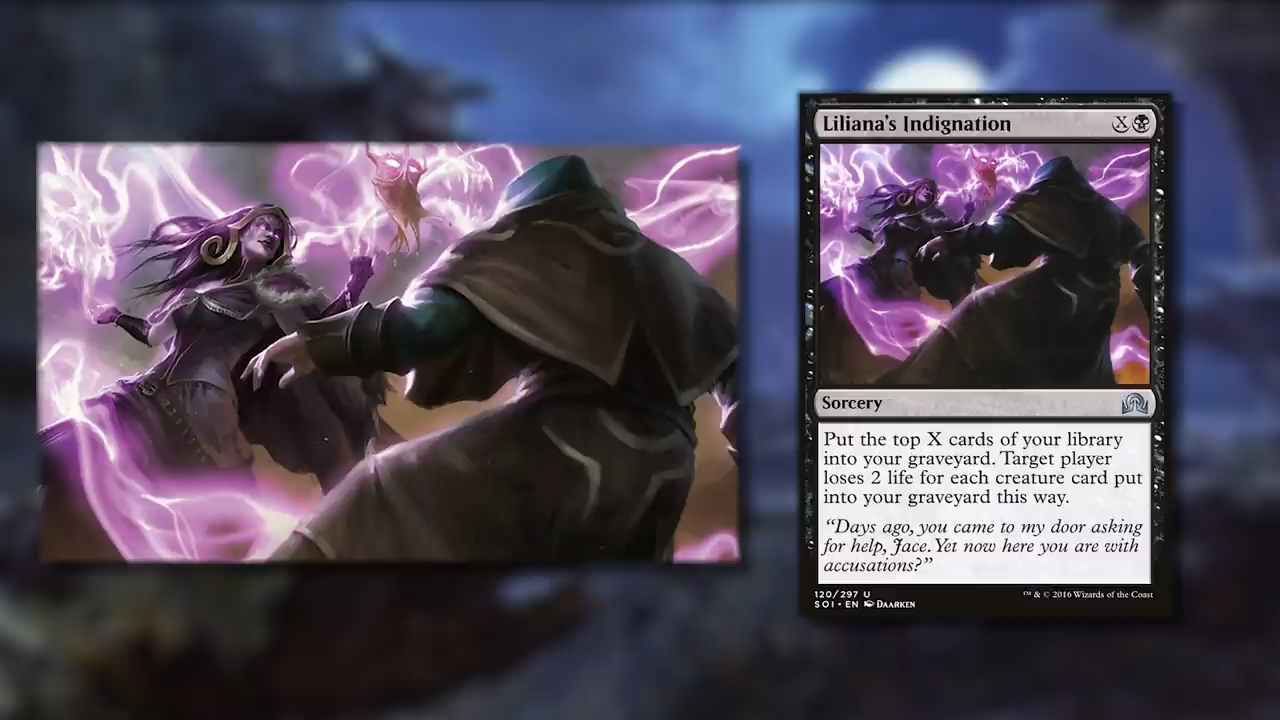 Liliana's Indignation X
Sorcery
Put the top X cards of your library
into your graveyard. Target player
loses 2 life for each creature card put
into your graveyard this way.
“Days ago, you came to my door asking
for help, Jace. Yet now here you are with
accusations?”
120/297 U
SOI • EN Daarken
™ & © 2016 Wizards of the Coast